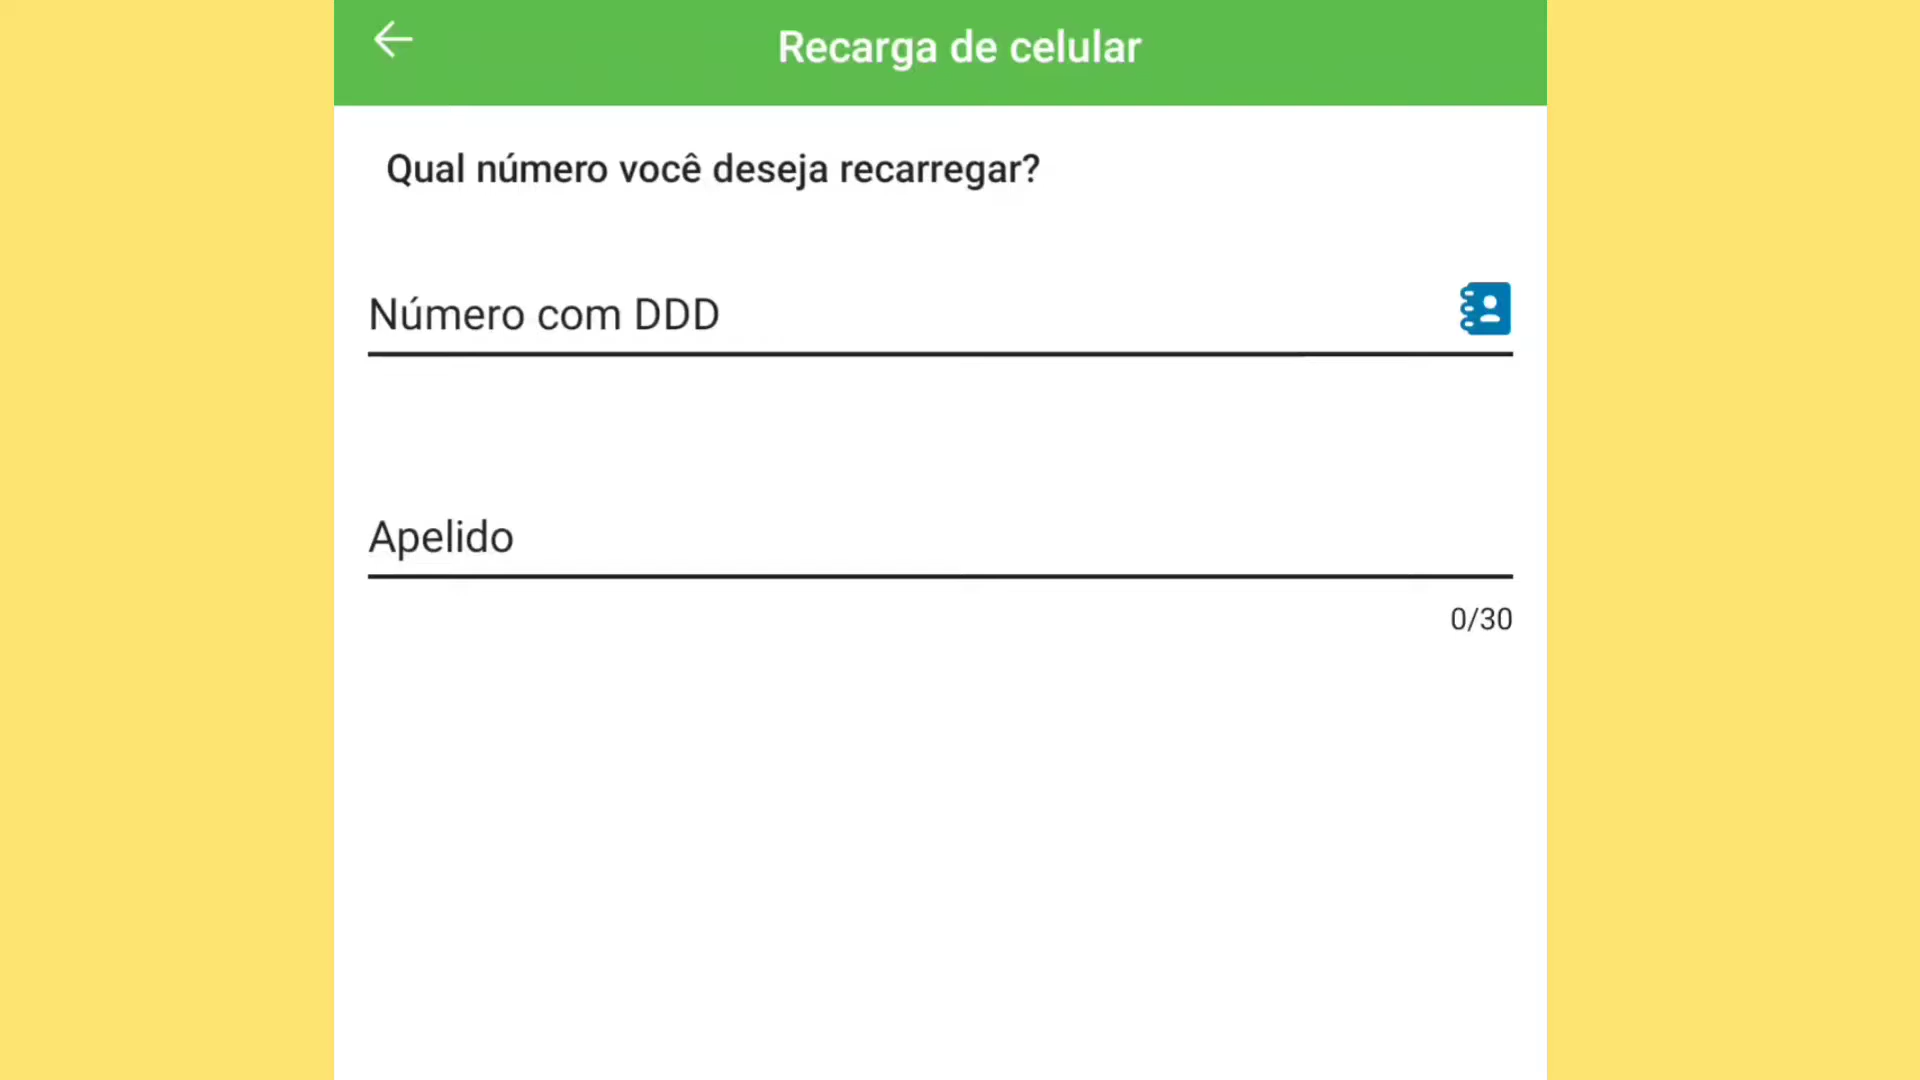 Recarga de celular
Qual número você deseja recarregar?
Número com DDD
Apelido
0/30